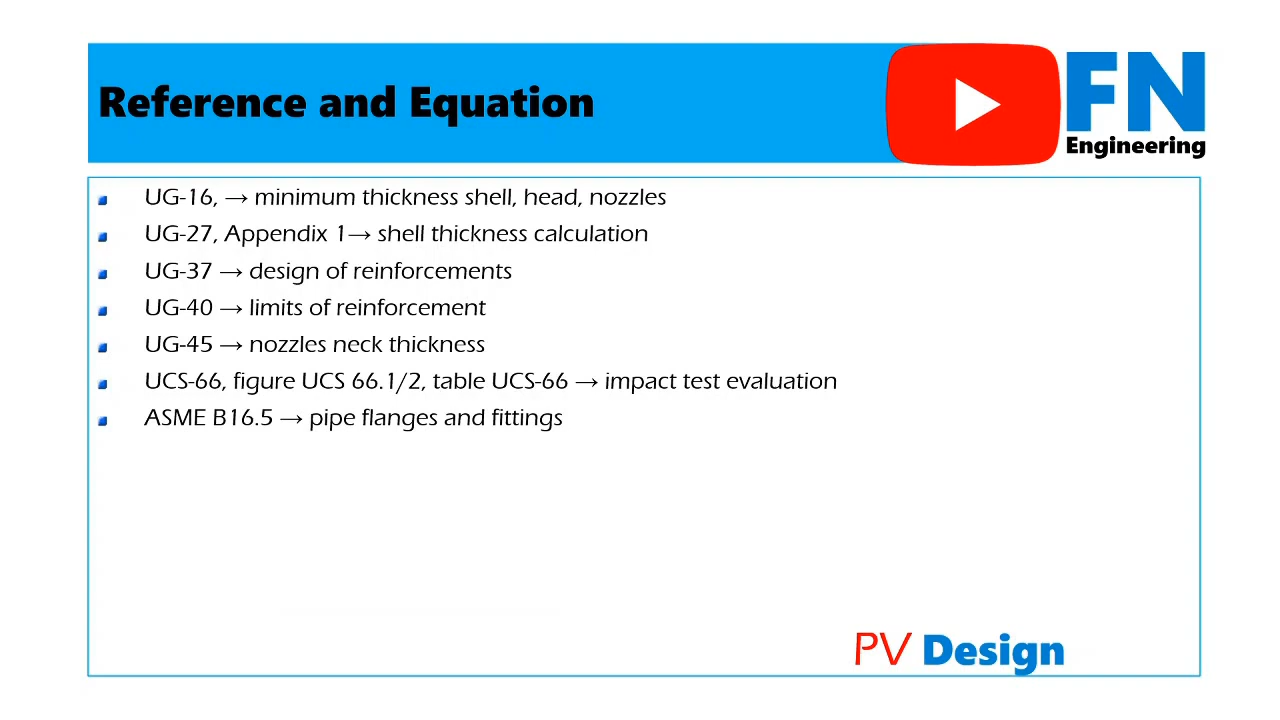 Reference and Equation
FN
Engineering
UG-16, → minimum thickness shell, head, nozzles
UG-27, Appendix 1→ shell thickness calculation
UG-37 → design of reinforcements
UG-40 → limits of reinforcement
UG-45 → nozzles neck thickness
UCS-66, figure UCS 66.1/2, table UCS-66 → impact test evaluation
ASME B16.5 → pipe flanges and fittings
PV Design